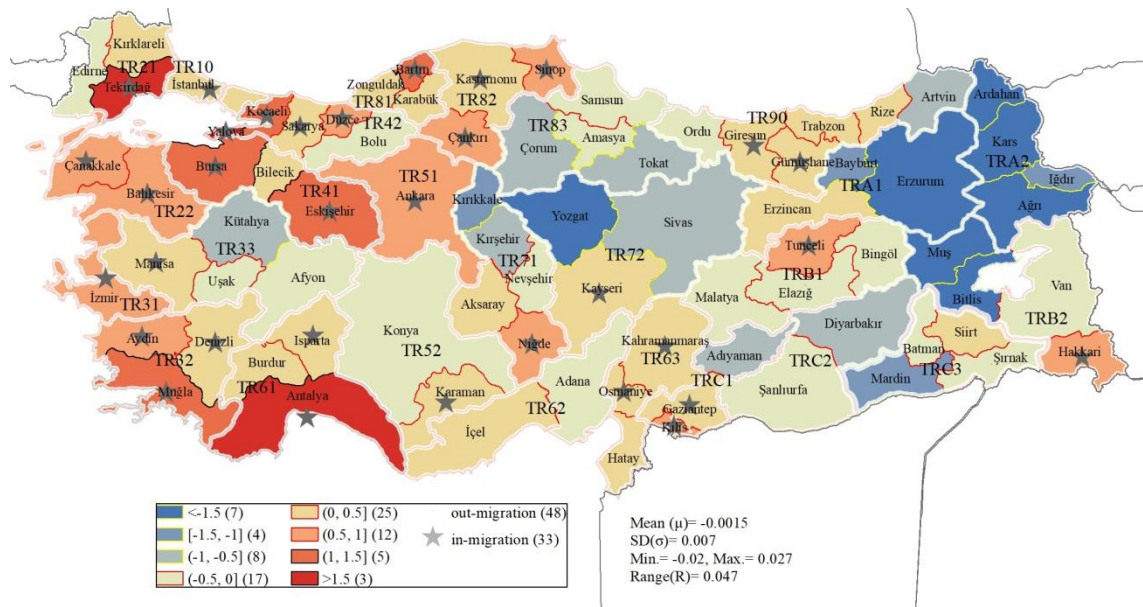 Kırklareli
Edirne
TR21
TR10
Tekirdağ
İstanbul
Kocaeli
Yalova
Sakarya
Düzce
Zonguldak
Bartın
Karabük
TR81
TR42
Bolu
Kastamonu
TR82
Sinop
Çankırı
Samsun
TR83
Amasya
Çorum
Tokat
Ordu
TR90
Giresun
Trabzon
Gümüşhane
Rize
Artvin
Ardahan
Kars
TRA2
Iğdır
Ağrı
Bayburt
TRA1
Erzurum
Erzincan
Çanakkale
Balıkesir
TR22
Bursa
Bilecik
TR41
Eskişehir
TR51
Ankara
Kırıkkale
Yozgat
Sivas
Kütahya
TR33
Kırşehir
TR71
Nevşehir
TR72
Kayseri
Tunceli
TRB1
Elazığ
Bingöl
Muş
Bitlis
Van
TRB2
Manisa
İzmir
TR31
Uşak
Afyon
Aksaray
Konya
TR52
Niğde
Malatya
Diyarbakır
Kahramanmaraş
TR63
Adıyaman
TRC1
TRC2
Şanlıurfa
Batman
Siirt
TRC3
Mardin
Şırnak
Hakkari
Aydın
TR32
Denizli
Muğla
Burdur
Isparta
TR61
Antalya
Karaman
İçel
TR62
Adana
Osmaniye
Gaziantep
Kilis
Hatay
<-1.5 (7)
[-1.5, -1] (4)
(-1, -0.5] (8)
(-0.5, 0] (17)
(0, 0.5] (25)
(0.5, 1] (12)
(1, 1.5] (5)
>1.5 (3)
out-migration (48)
in-migration (33)
Mean (μ) = -0.0015
SD(σ) = 0.007
Min.= -0.02, Max.= 0.027
Range(R)= 0.047